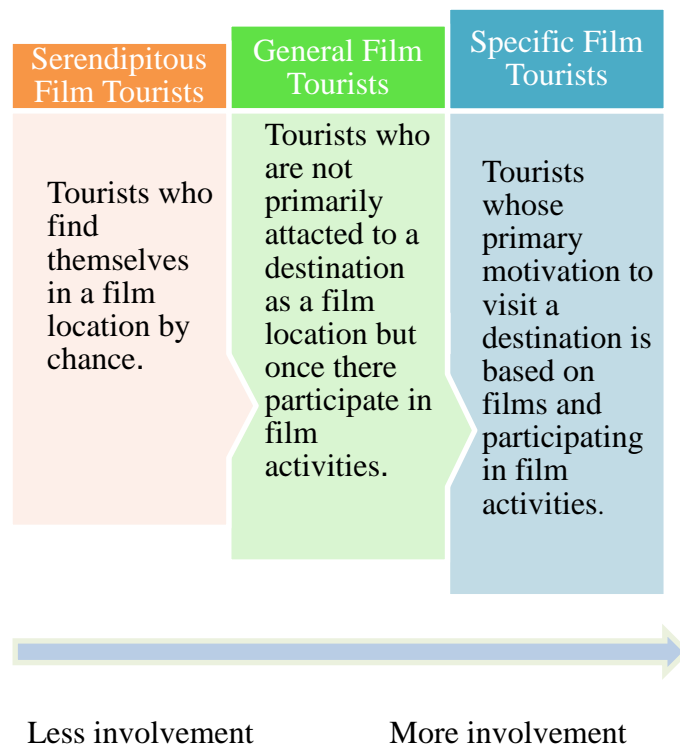 Serendipitous
Film Tourists
General Film
Tourists
Specific Film
Tourists
Tourists who
find
themselves
in a film
location by
chance.
Tourists who
are not
primarily
attacted to a
destination
as a film
location but
once there
participate in
film
activities.
Tourists
whose
primary
motivation to
visit a
destination is
based on
films and
participating
in film
activities.
Less involvement
More involvement